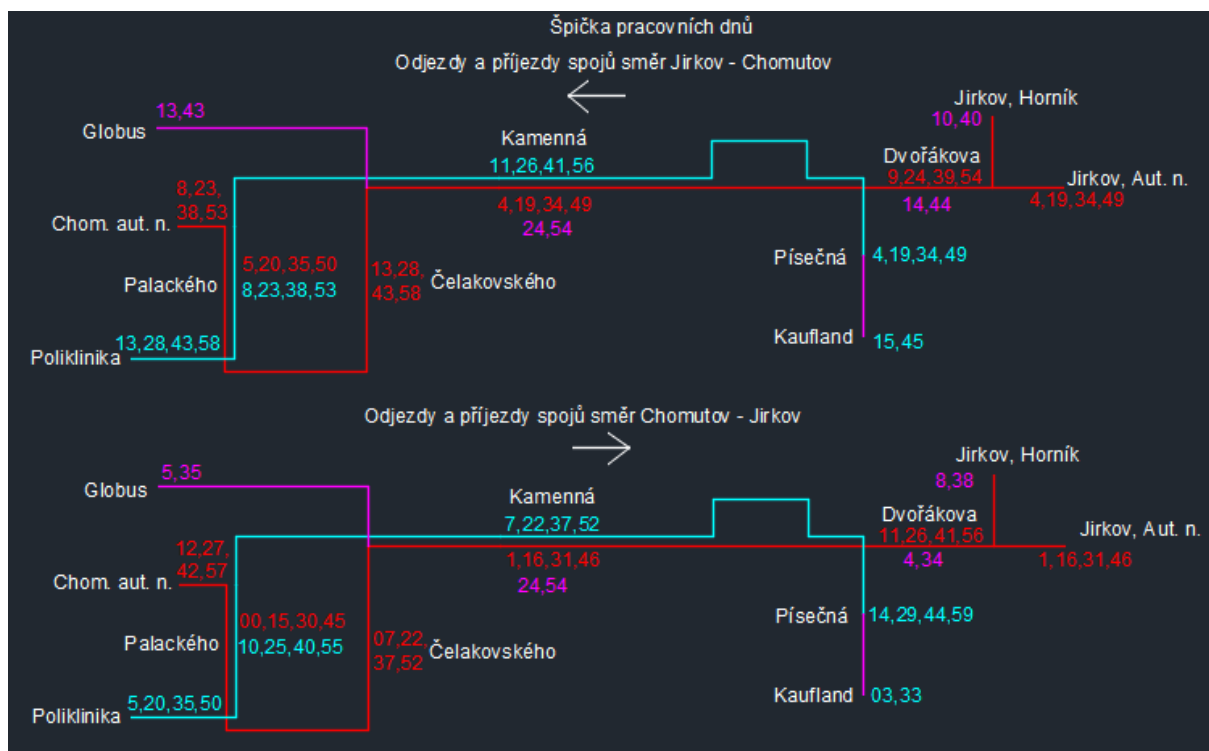 Špička pracovních dnů
Odjezdy a příjezdy spojů směr Jirkov - Chomutov
Jirkov, Horník
10,40
13,43
Globus
Kamenná
11,26,41,56
Dvořákova
9,24,39,54
Jirkov, Aut. n.
4,19,34,49
14,44
8,23,
38,53
Chom. aut. n.
4,19,34,49
24,54
Písečná
4,19,34,49
5,20,35,50
8,23,38,53
Palackého
13,28,
43,58
Čelakovského
13,28,43,58
Poliklinika
Kaufland
15,45
Odjezdy a příjezdy spojů směr Chomutov - Jirkov
Jirkov, Horník
8,38
5,35
Globus
Kamenná
7,22,37,52
Dvořákova
11,26,41,56
Jirkov, Aut. n.
1,16,31,46
4,34
12,27,
42,57
Chom. aut. n.
1,16,31,46
24,54
Písečná
14,29,44,59
00,15,30,45
10,25,40,55
Palackého
07,22,
37,52
Čelakovského
5,20,35,50
Poliklinika
Kaufland
03,33